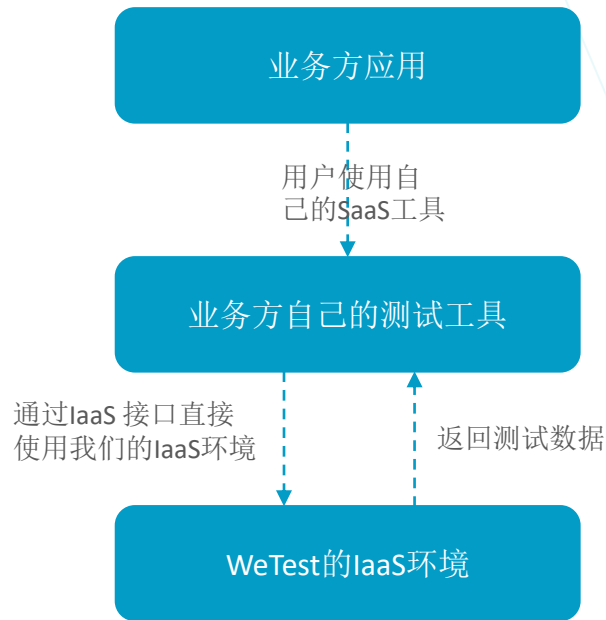 业务方应用
用户使用自
己的SaaS工具
业务方自己的测试工具
通过IaaS 接口直接
使用我们的IaaS环境
返回测试数据
WeTest的IaaS环境